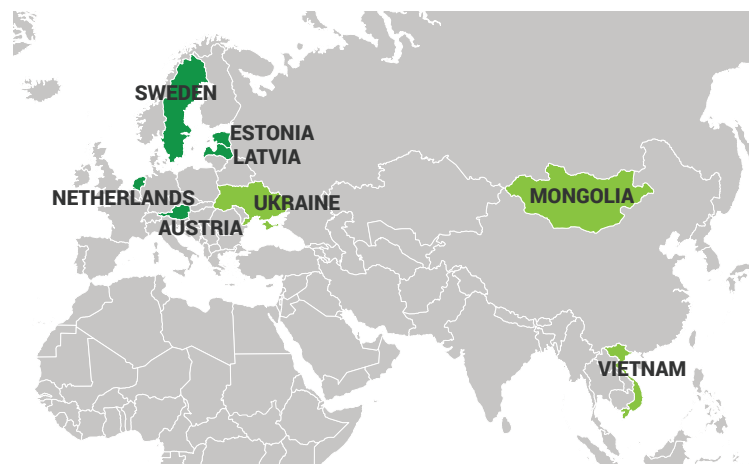 SWEDEN
ESTONIA
LATVIA
NETHERLANDS
UKRAINE
MONGOLIA
AUSTRIA
VIETNAM